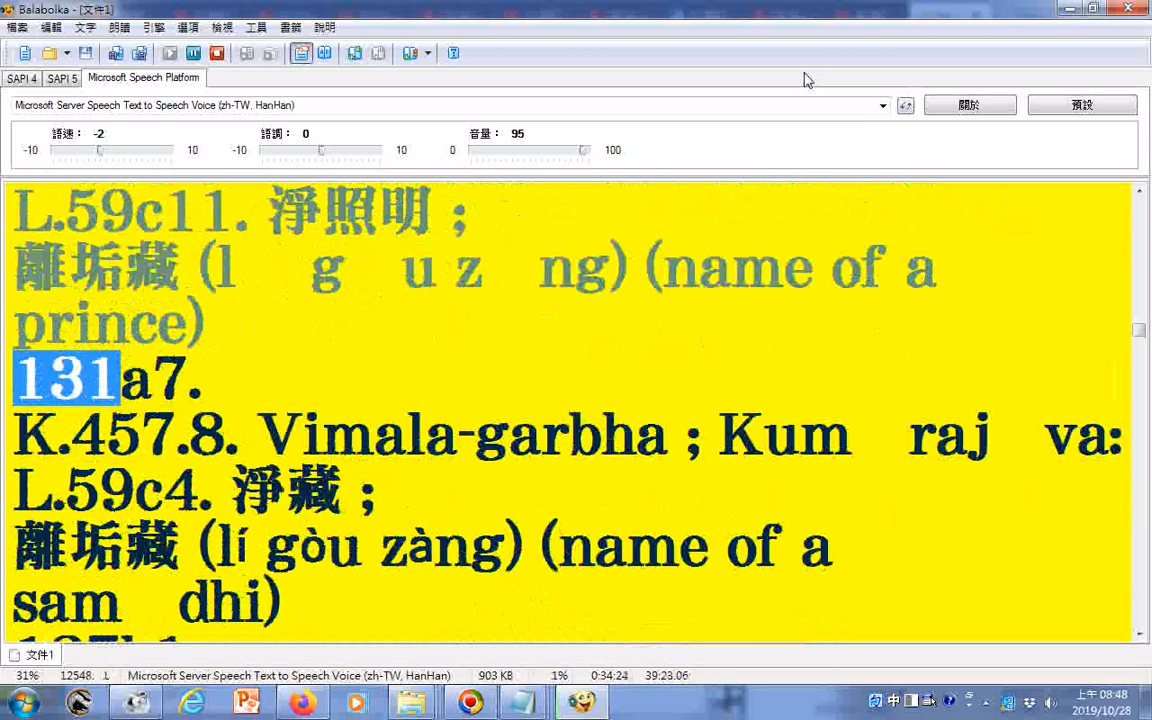 Balabolka - [文件1]
檔案 編輯 文字 朗讀 引擎 選項 檢視 工具 書籤 說明
SAPI 4 SAPI 5 Microsoft Speech Platform
Microsoft Server Speech Text to Speech Voice (zh-TW, HanHan) 關於 預設
語速： -2 語調： 0 音量： 95
-10 10 -10 10 0 100
L.59c11. 淨照明；
離垢藏 (l g u z ng) (name of a
prince)
131a7.
K.457.8. Vimala-garbha ; Kum raj va:
L.59c4. 淨藏；
離垢藏 (lí gòu zàng) (name of a
sam dhi)
文件1
31% 12548. 1 Microsoft Server Speech Text to Speech Voice (zh-TW, HanHan) 903 KB 1% 0:34:24 39:23.06
中 上午 08:48
2019/10/28